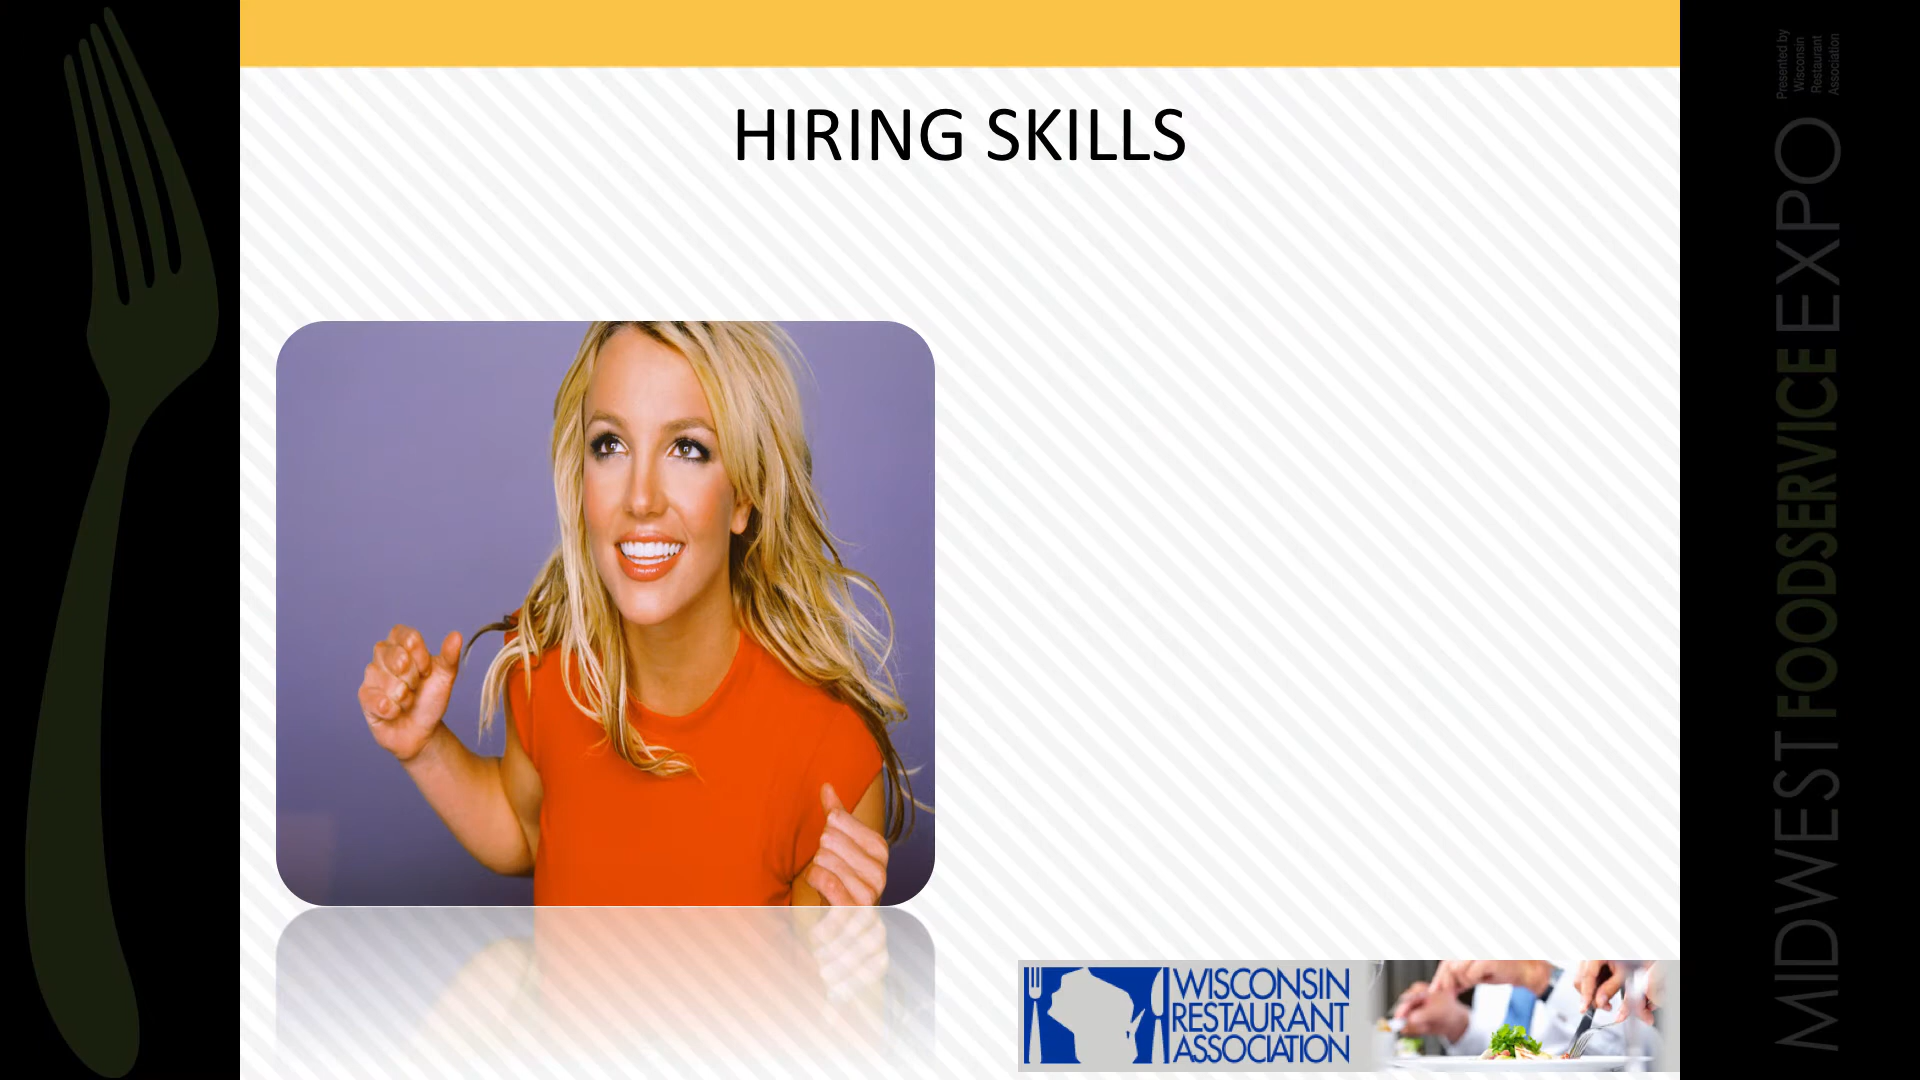 HIRING SKILLS
WISCONSIN
RESTAURANT
ASSOCIATION
Presented by
Wisconsin
Restaurant
Association
MIDWEST FOODSERVICE EXPO